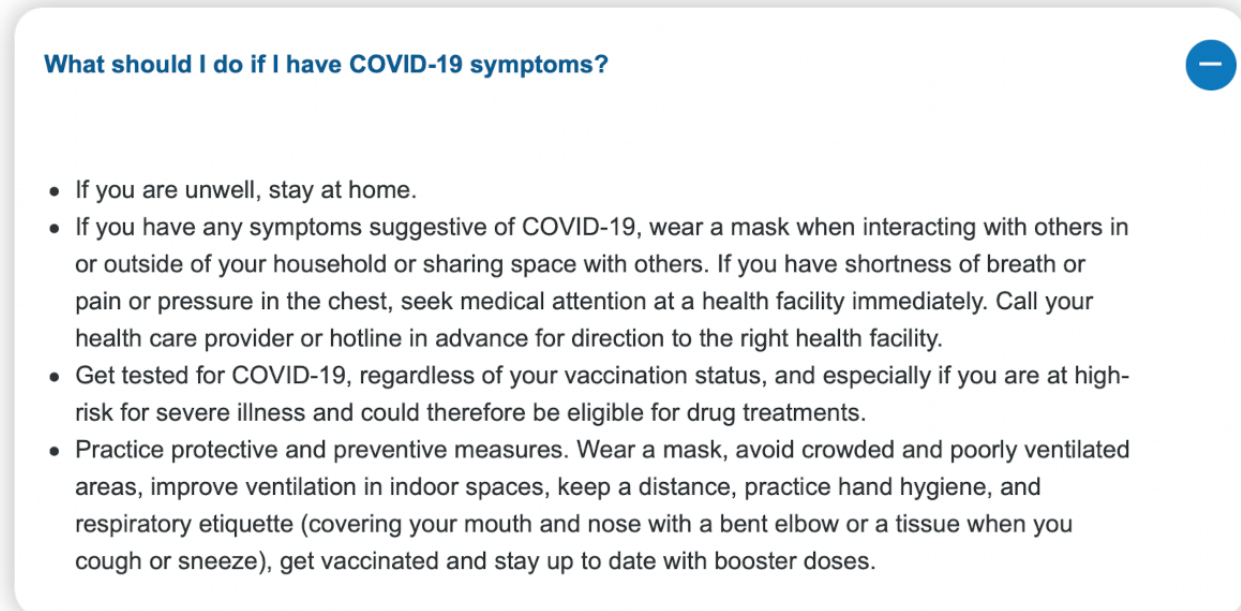 What should I do if I have COVID-19 symptoms?
• If you are unwell, stay at home.
• If you have any symptoms suggestive of COVID-19, wear a mask when interacting with others in
or outside of your household or sharing space with others. If you have shortness of breath or
pain or pressure in the chest, seek medical attention at a health facility immediately. Call your
health care provider or hotline in advance for direction to the right health facility.
• Get tested for COVID-19, regardless of your vaccination status, and especially if you are at high-
risk for severe illness and could therefore be eligible for drug treatments.
• Practice protective and preventive measures. Wear a mask, avoid crowded and poorly ventilated
areas, improve ventilation in indoor spaces, keep a distance, practice hand hygiene, and
respiratory etiquette (covering your mouth and nose with a bent elbow or a tissue when you
cough or sneeze), get vaccinated and stay up to date with booster doses.